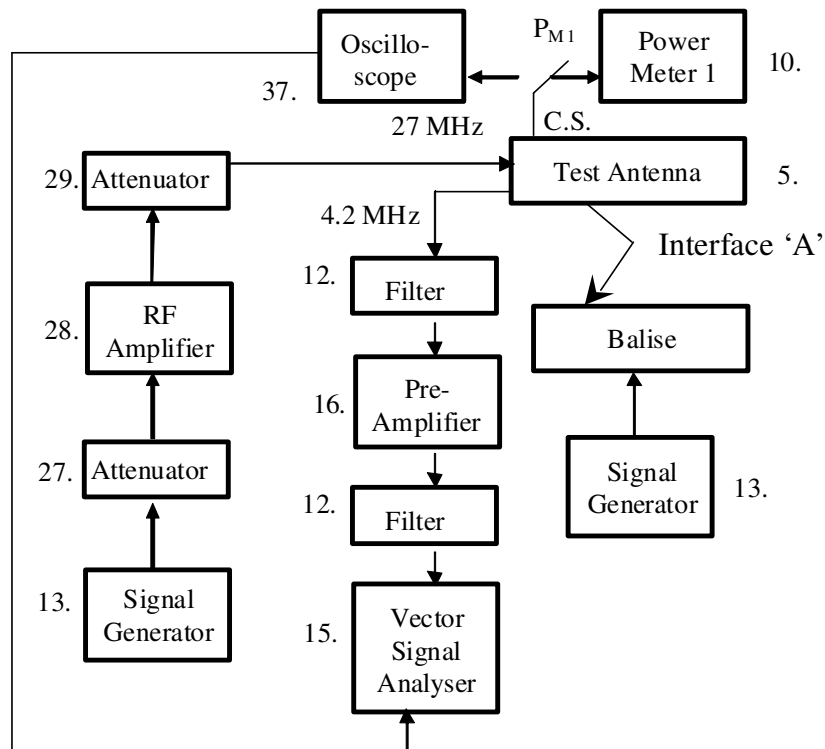 Oscillo-
scope
37.
P M1
Power
Meter 1
10.
C.S.
27 MHz
29.
Attenuator
Test Antenna
5.
4.2 MHz
Interface ‘A’
12.
Filter
28.
RF
Amplifier
Balise
16.
Pre-
Amplifier
27.
Attenuator
12.
Filter
Signal
Generator
13.
13.
Signal
Generator
15.
Vector
Signal
Analyser